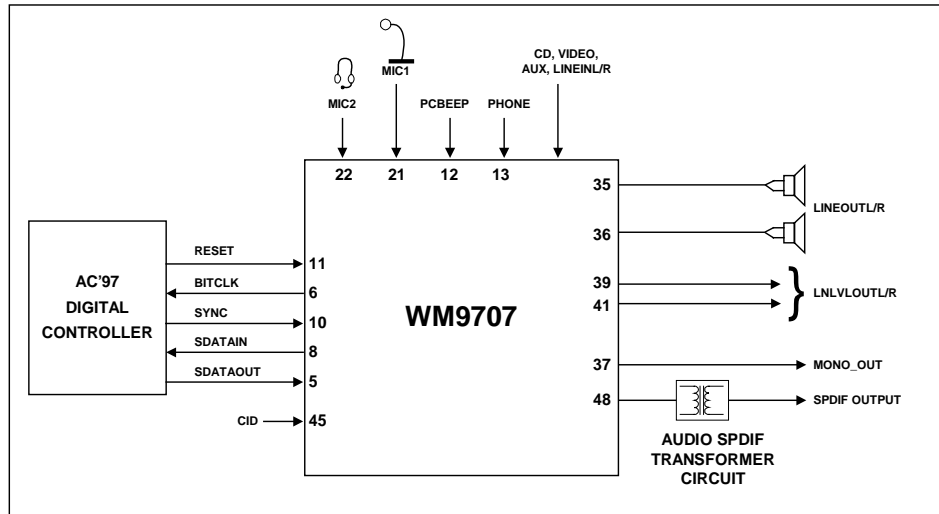 CD, VIDEO,
AUX, LINEINL/R
MIC1
MIC2
PCBEEP
PHONE
22
21
12
13
35
LINEOUTL/R
36
RESET
11
AC'97
DIGITAL
CONTROLLER
BITCLK
6
SYNC
10
SDATAIN
8
SDATAOUT
5
CID
45
WM9707
39
LNLVLOUTL/R
41
37
MONO_OUT
48
SPDIF OUTPUT
AUDIO SPDIF
TRANSFORMER
CIRCUIT